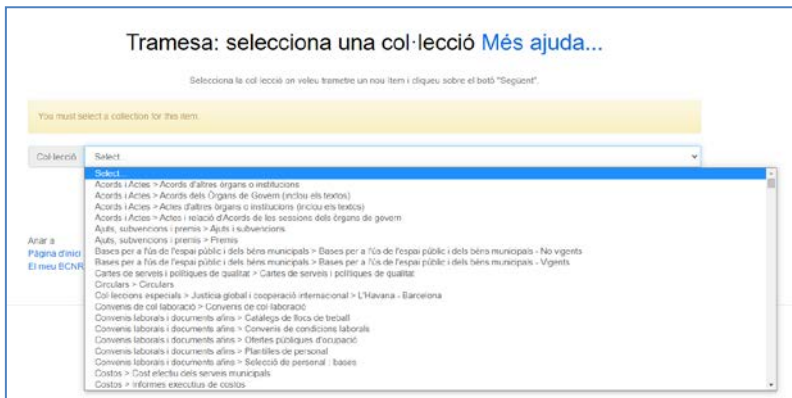 Tramesa: selecciona una col·lecció Més ajuda...
Selecciona la col·lecció on voleu trametre un nou ítem i cliqueu sobre el botó "Següent".
You must select a collection for this item.
Col·lecció Select...
Select...
Acords i Actes > Acords d'altres òrgans o institucions
Acords i Actes > Acords dels Òrgans de Govern (inclou els textos)
Acords i Actes > Actes d'altres òrgans o institucions (inclou els textos)
Acords i Actes > Actes i relació d'Acords de les sessions dels òrgans de govern
Ajuts, subvencions i premis > Ajuts i subvencions
Ajuts, subvencions i premis > Premis
Bases per a l'ús de l'espai públic i dels béns municipals > Bases per a l'ús de l'espai públic i dels béns municipals - No vigents
Bases per a l'ús de l'espai públic i dels béns municipals > Bases per a l'ús de l'espai públic i dels béns municipals - Vigents
Cartes de serveis i polítiques de qualitat > Cartes de serveis i polítiques de qualitat
Circulars > Circulars
Col·leccions especials > Justícia global i cooperació internacional > L'Havana - Barcelona
Convenis de col·laboració > Convenis de col·laboració
Convenis laborals i documents afins > Catàlegs de llocs de treball
Convenis laborals i documents afins > Convenis de condicions laborals
Convenis laborals i documents afins > Ofertes públiques d'ocupació
Convenis laborals i documents afins > Plantilles de personal
Convenis laborals i documents afins > Selecció de personal : bases
Costos > Cost efectiu dels serveis municipals
Costos > Informes executius de costos
Anar a
Pàgina d'inici
El meu BCNR